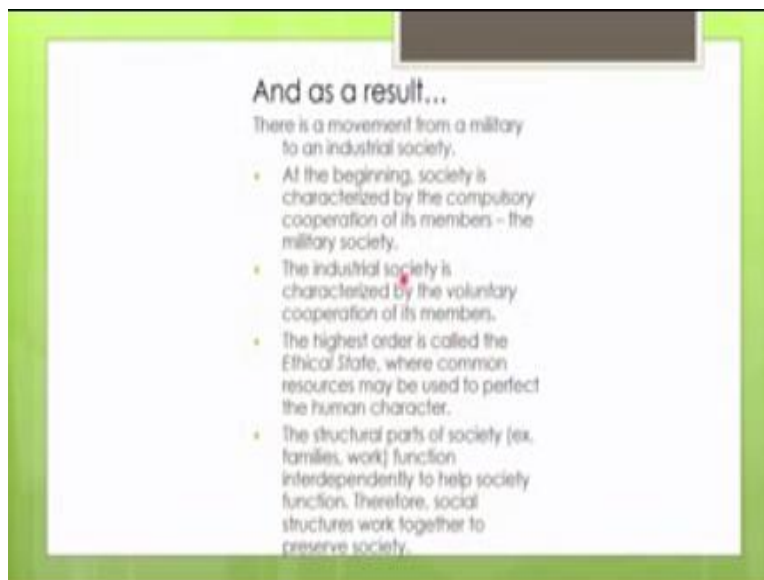 And as a result...
There is a movement from a military
to an industrial society.
At the beginning, society is
characterized by the compulsory
cooperation of its members – the
military society.
The industrial society is
characterized by the voluntary
cooperation of its members.
The highest order is called the
Ethical State, where common
resources may be used to perfect
the human character.
The structural parts of society (ex.
families, work) function
interdependently to help society
function. Therefore, social
structures work together to
preserve society.